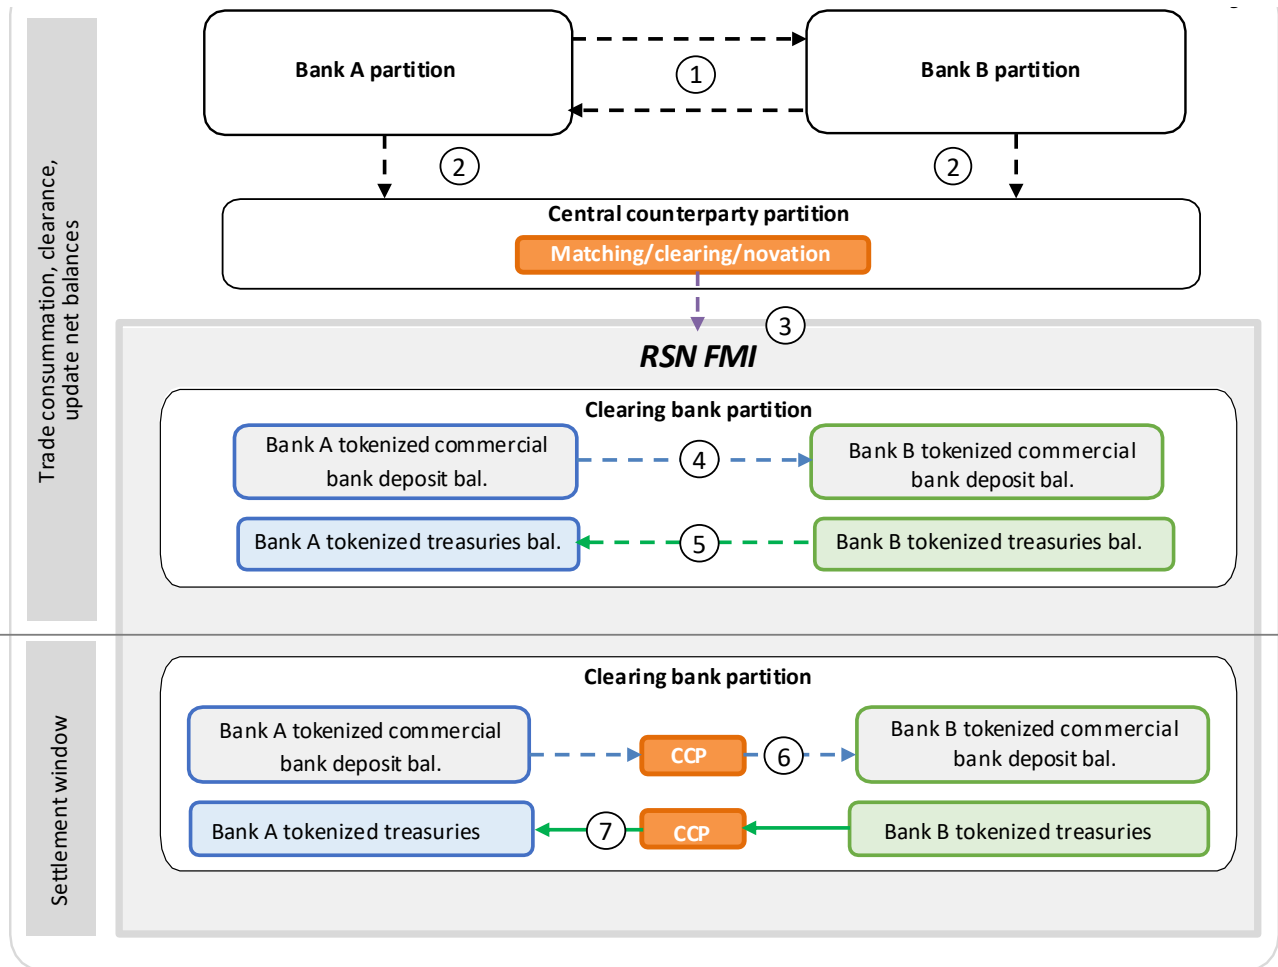 Trade consummation, clearance,
update net balances
Bank A partition
1
Bank B partition
2
2
Central counterparty partition
Matching/clearing/novation
3
RSN FMI
Clearing bank partition
Bank A tokenized commercial
bank deposit bal.
4
Bank B tokenized commercial
bank deposit bal.
Bank A tokenized treasuries bal.
5
Bank B tokenized treasuries bal.
Settlement window
Clearing bank partition
Bank A tokenized commercial
bank deposit bal.
CCP
6
Bank B tokenized commercial
bank deposit bal.
Bank A tokenized treasuries
7
CCP
Bank B tokenized treasuries